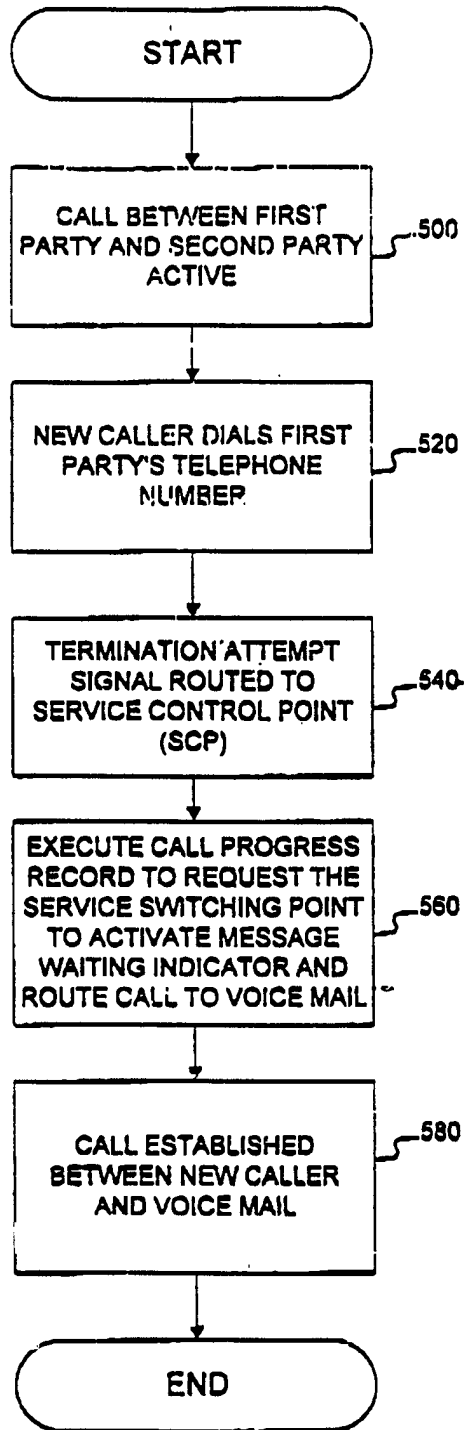 START
CALL BETWEEN FIRST
PARTY AND SECOND PARTY
ACTIVE
500
NEW CALLER DIALS FIRST
PARTY'S TELEPHONE
NUMBER
520
TERMINATION ATTEMPT
SIGNAL ROUTED TO
SERVICE CONTROL POINT
(SCP)
540
EXECUTE CALL PROGRESS
RECORD TO REQUEST THE
SERVICE SWITCHING POINT
TO ACTIVATE MESSAGE
WAITING INDICATOR AND
ROUTE CALL TO VOICE MAIL
560
CALL ESTABLISHED
BETWEEN NEW CALLER
AND VOICE MAIL
580
END